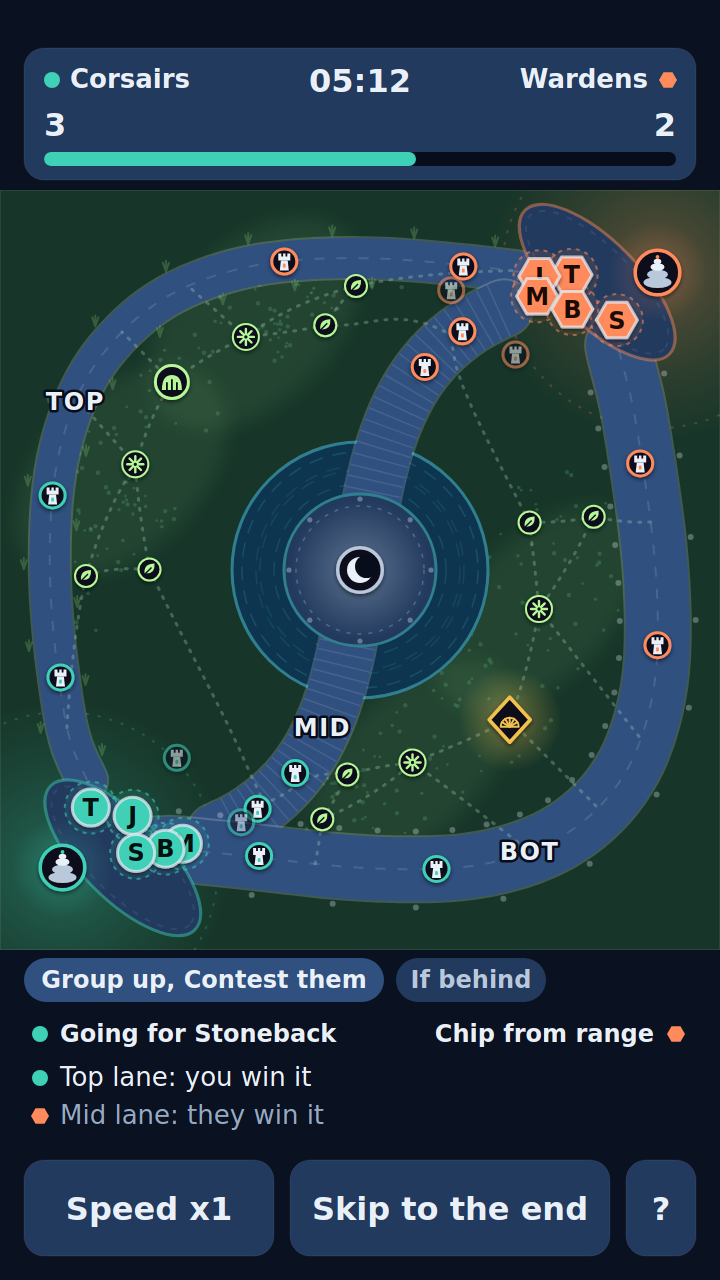 Corsairs 05:12 Wardens
3 2
T
J
M
B
S
TOP
MID
BOT
T
J
S
B
M
Group up, Contest them If behind
Going for Stoneback Chip from range
Top lane: you win it
Mid lane: they win it
Speed x1 Skip to the end ?